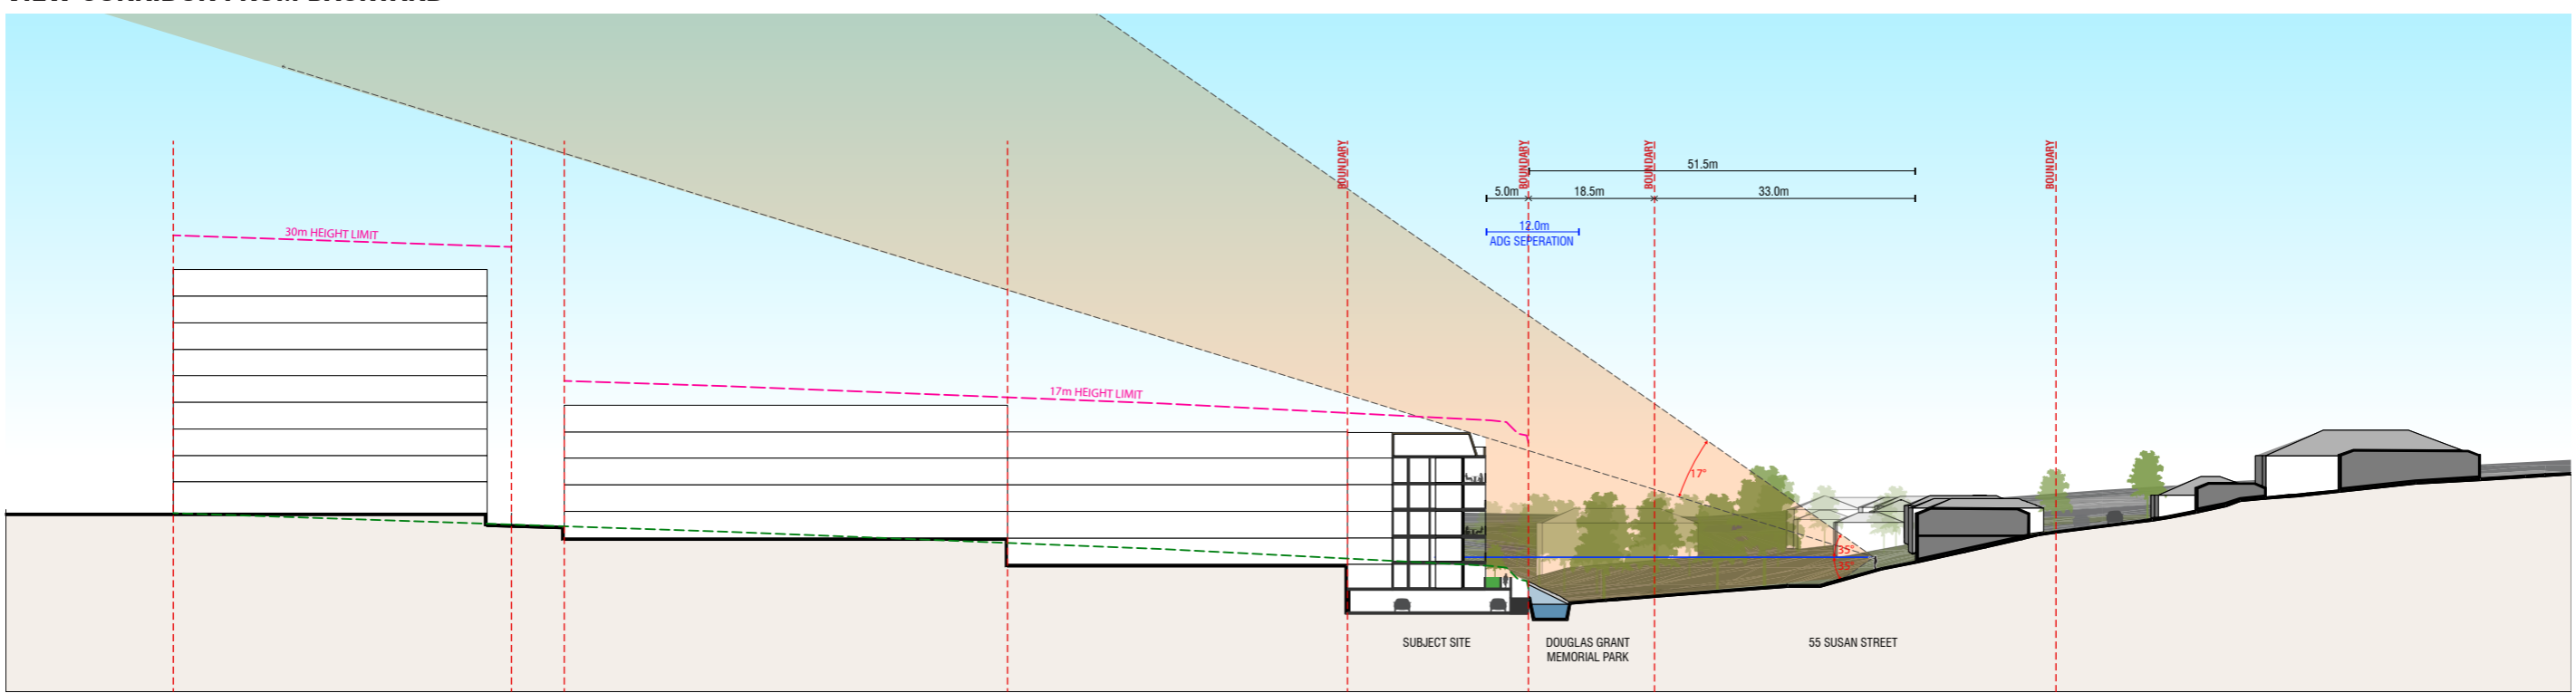 BOUNDARY
BOUNDARY
BOUNDARY
BOUNDARY
51.5m
5.0m
18.5m
33.0m
12.0m
ADG SEPERATION
30m HEIGHT LIMIT
17m HEIGHT LIMIT
17°
35°
35°
SUBJECT SITE
DOUGLAS GRANT
MEMORIAL PARK
55 SUSAN STREET